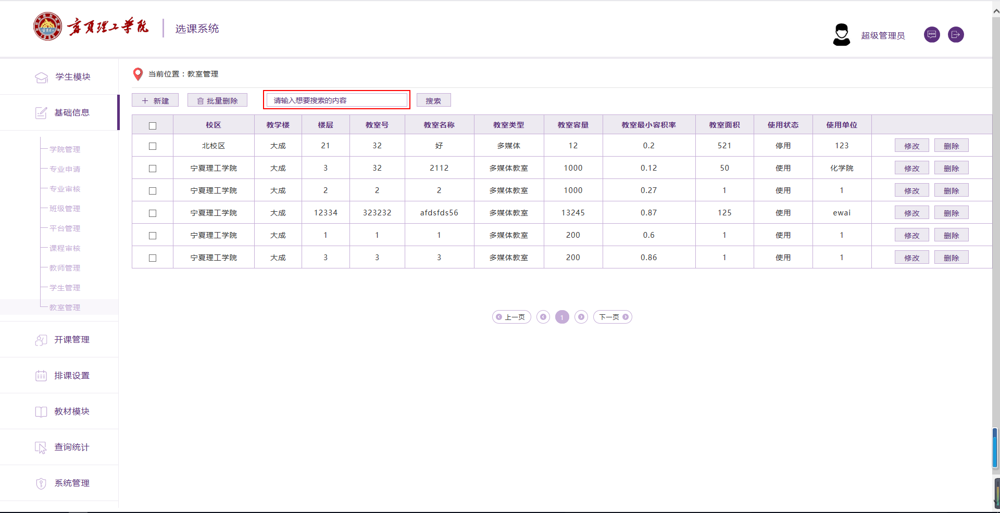 宁夏理工学院
选课系统
超级管理员
学生模块
基础信息
学院管理
专业申请
专业审核
班级管理
平台管理
课程审核
教师管理
学生管理
教室管理
开课管理
排课设置
教材模块
查询统计
系统管理
当前位置：教室管理
新建 批量删除 请输入想要搜索的内容 搜索
校区 教学楼 楼层 教室号 教室名称 教室类型 教室容量 教室最小容积率 教室面积 使用状态 使用单位
北校区 大成 21 32 好 多媒体 12 0.2 521 停用 123 修改 删除
宁夏理工学院 大成 3 32 2112 多媒体教室 1000 0.12 50 使用 化学院 修改 删除
宁夏理工学院 大成 2 2 2 多媒体教室 1000 0.27 1 使用 1 修改 删除
宁夏理工学院 大成 12334 323232 afdsfds56 多媒体教室 13245 0.87 125 使用 ewai 修改 删除
宁夏理工学院 大成 1 1 1 多媒体教室 200 0.6 1 使用 1 修改 删除
宁夏理工学院 大成 3 3 3 多媒体教室 200 0.86 1 使用 1 修改 删除
上一页 1 下一页